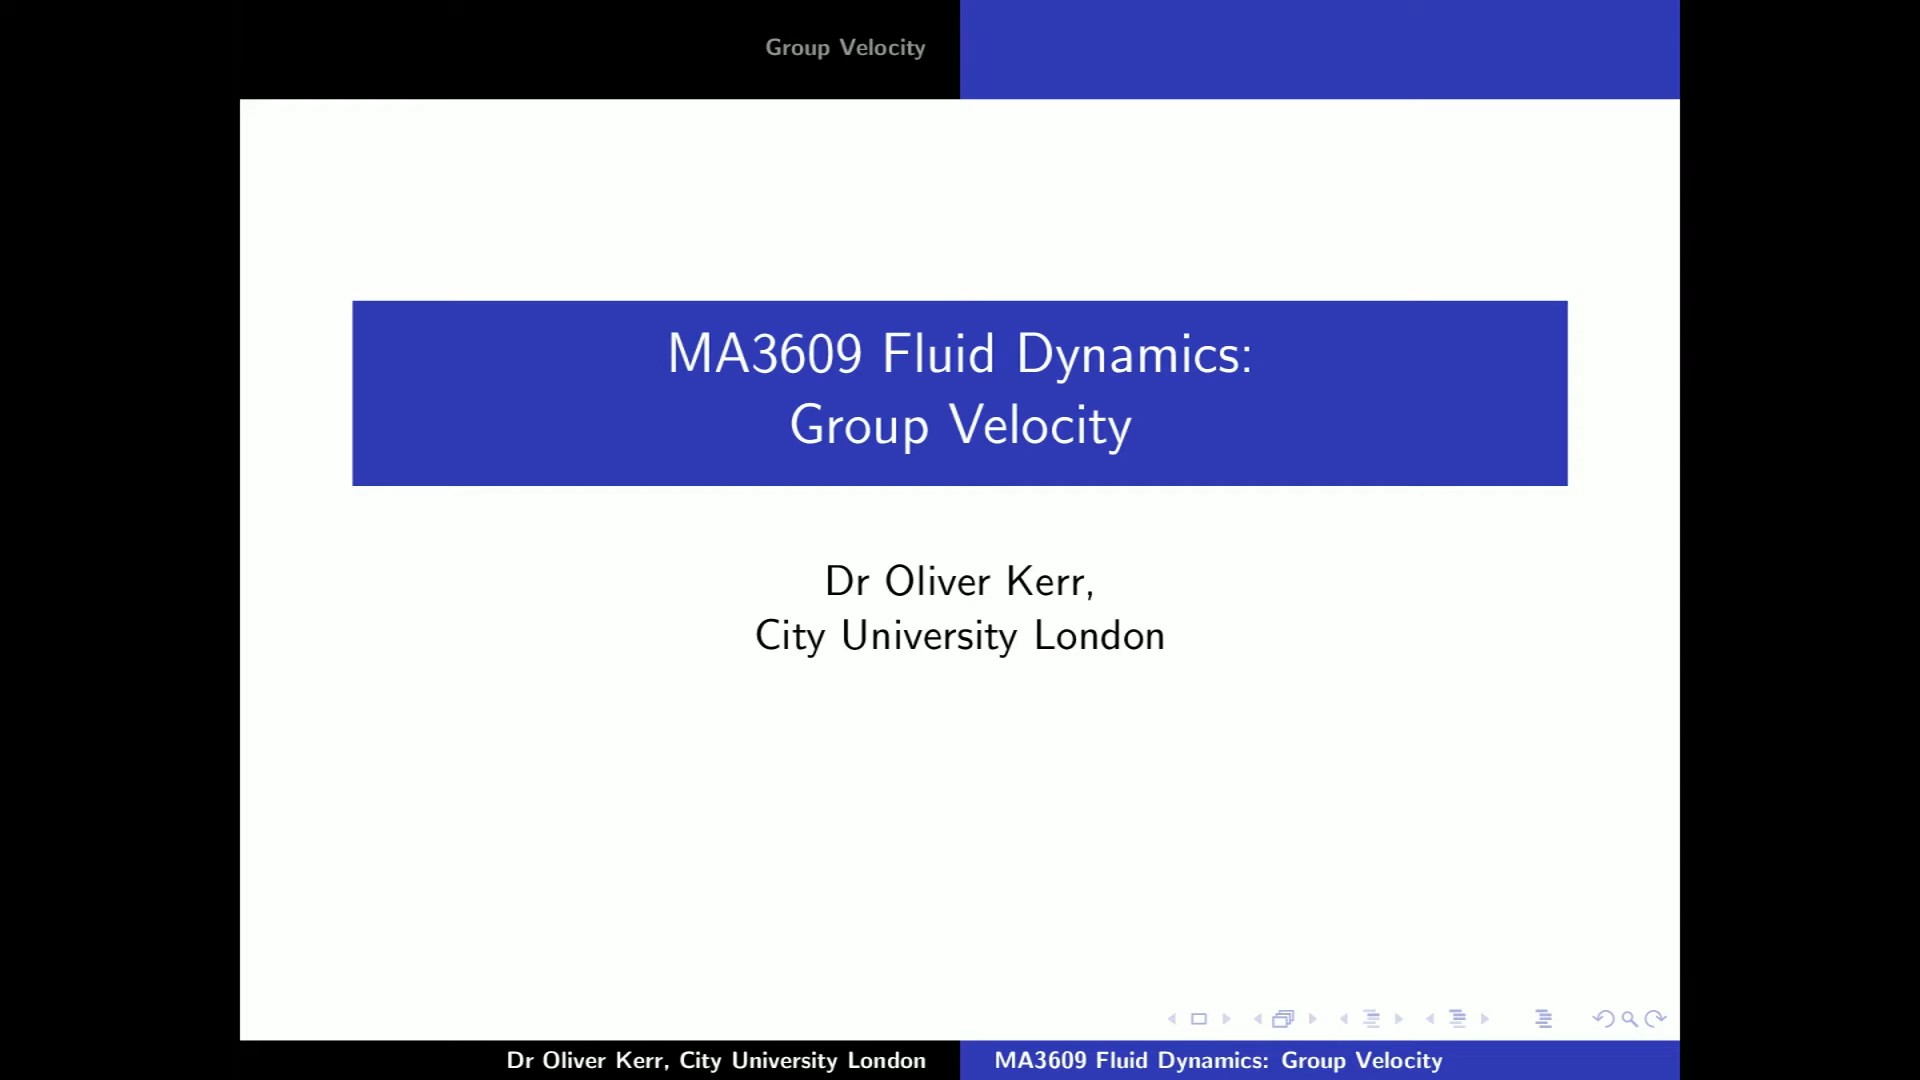 Group Velocity
MA3609 Fluid Dynamics:
Group Velocity
Dr Oliver Kerr,
City University London
Dr Oliver Kerr, City University London
MA3609 Fluid Dynamics: Group Velocity